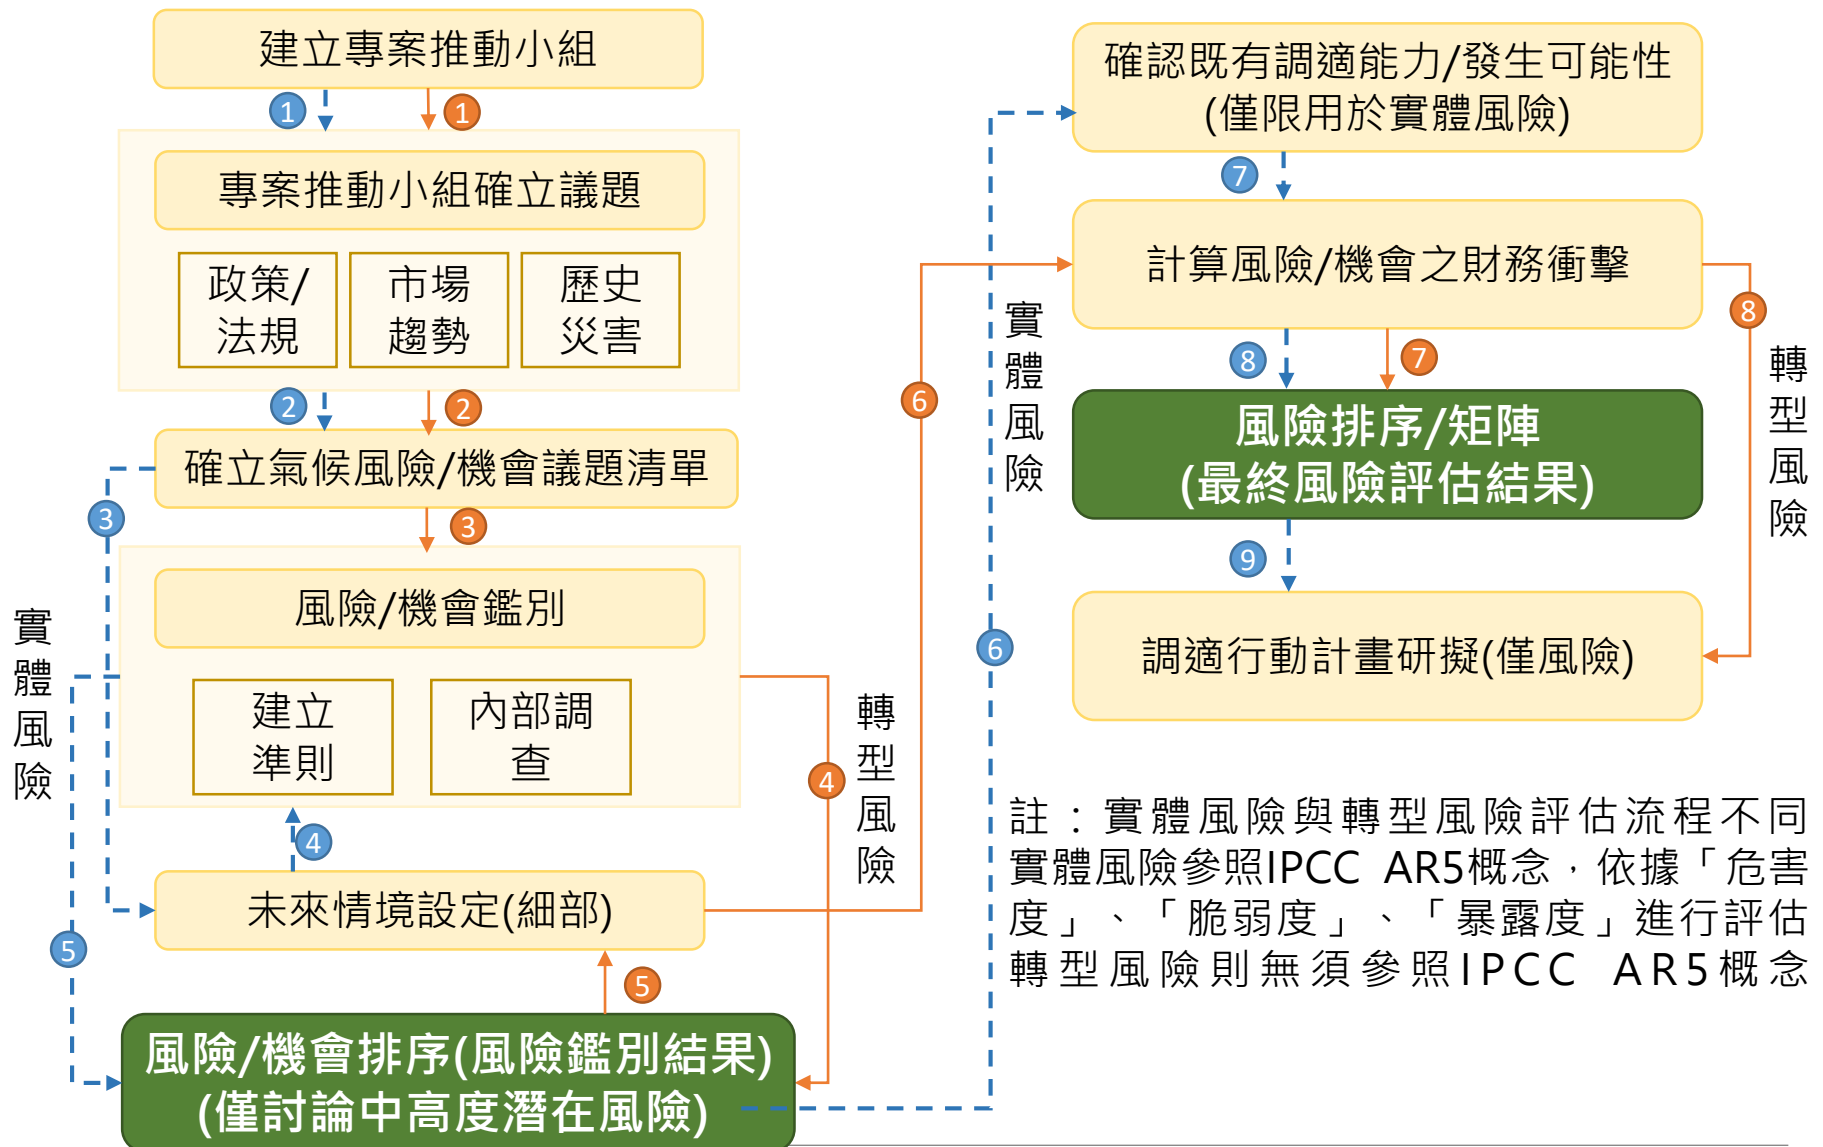 建立專案推動小組
1
1
專案推動小組確立議題
政策/
法規
市場
趨勢
歷史
災害
2
2
確立氣候風險/機會議題清單
3
3
風險/機會鑑別
建立
準則
內部調
查
實體風險
轉型風險
4
4
未來情境設定(細部)
5
5
風險/機會排序(風險鑑別結果)
(僅討論中高度潛在風險)
6
6
實體風險
確認既有調適能力/發生可能性
(僅限用於實體風險)
7
計算風險/機會之財務衝擊
8
7
8
轉型風險
風險排序/矩陣
(最終風險評估結果)
9
調適行動計畫研擬(僅風險)
註：實體風險與轉型風險評估流程不同
實體風險參照IPCC AR5概念，依據「危害
度」、「脆弱度」、「暴露度」進行評估
轉型風險則無須參照IPCC AR5概念